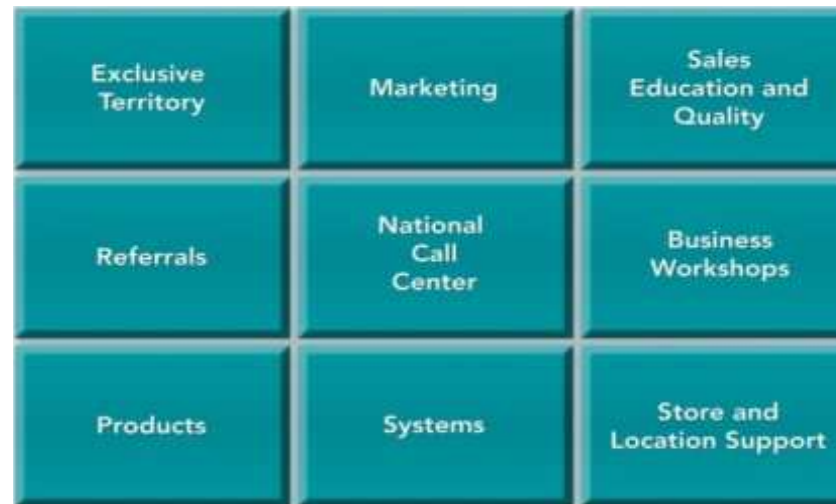 Exclusive
Territory
Marketing
Sales
Education and
Quality
Referrals
National
Call
Center
Business
Workshops
Products
Systems
Store and
Location Support